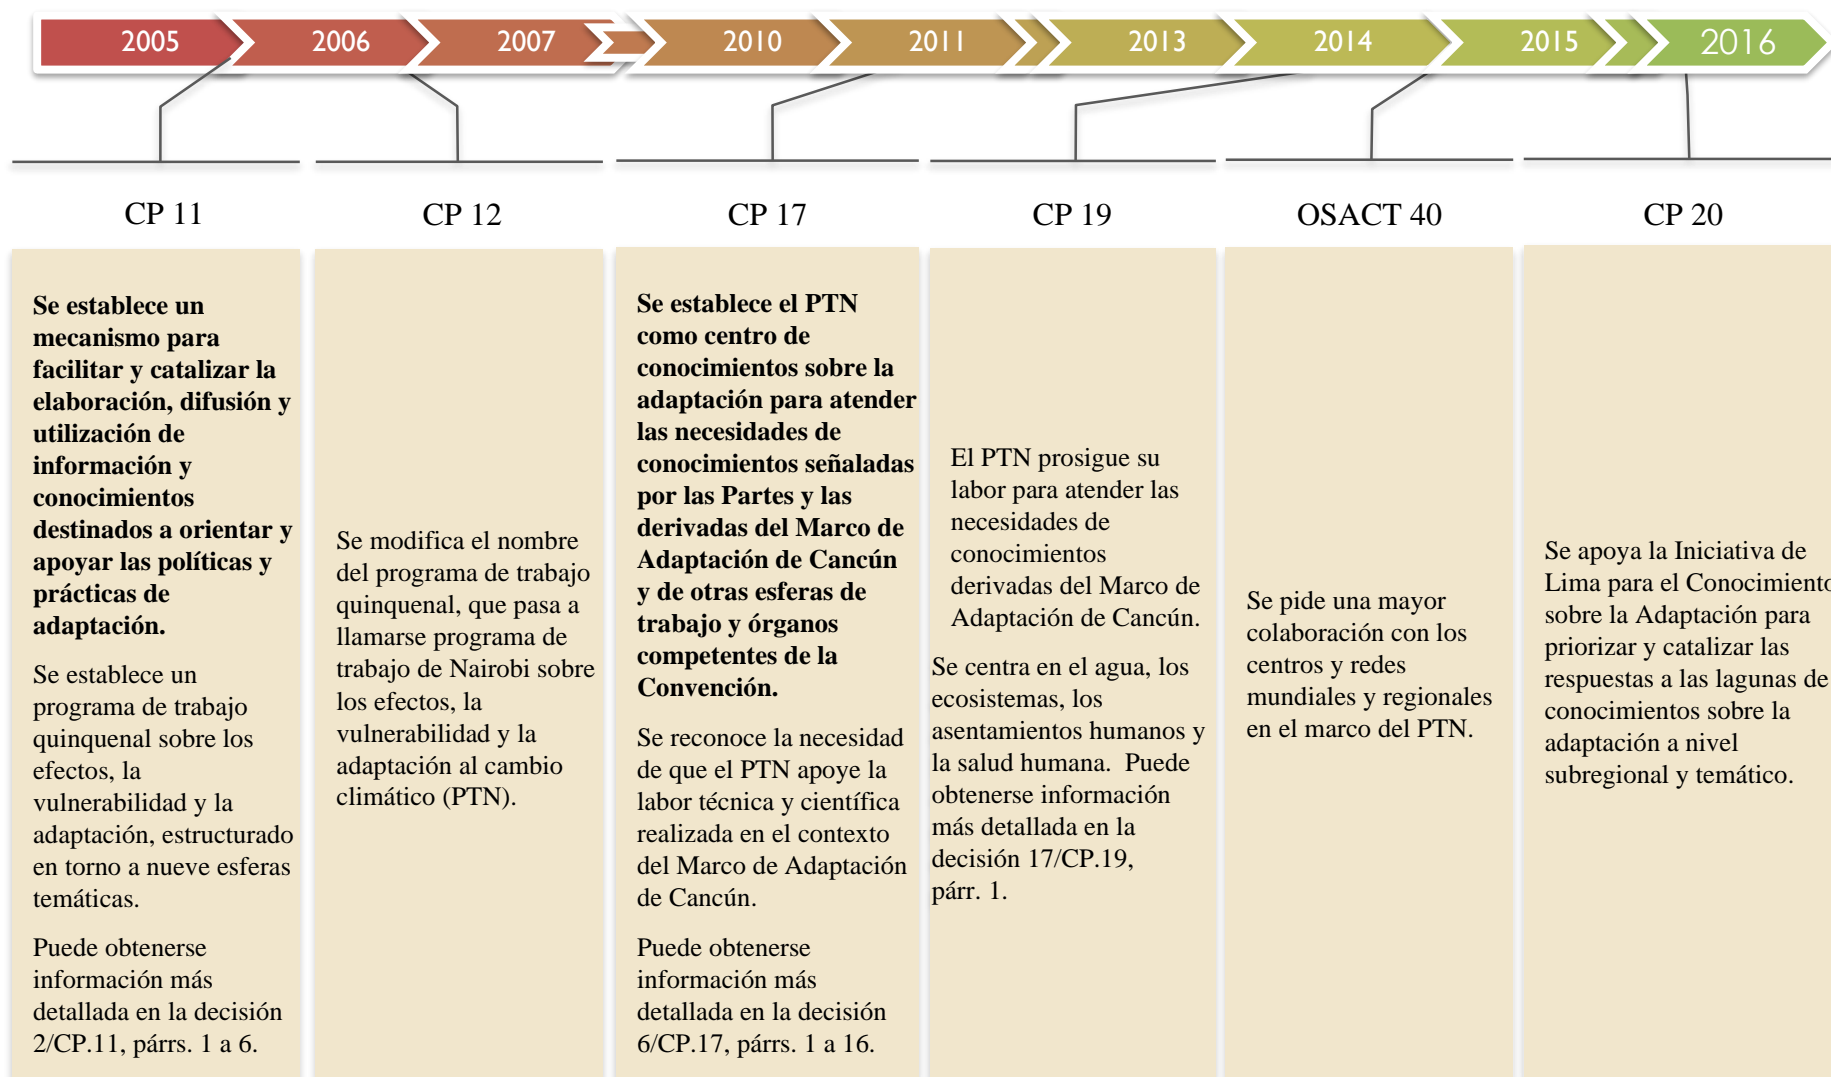 2005
2006
2007
2010
2011
2013
2014
2015
2016
CP 11
CP 12
CP 17
CP 19
OSACT 40
CP 20
Se establece un
mecanismo para
facilitar y catalizar la
elaboración, difusión y
utilización de
información y
conocimientos
destinados a orientar y
apoyar las políticas y
prácticas de
adaptación.
Se establece un
programa de trabajo
quinquenal sobre los
efectos, la
vulnerabilidad y la
adaptación, estructurado
en torno a nueve esferas
temáticas.
Puede obtenerse
información más
detallada en la decisión
2/CP.11, párrs. 1 a 6.
Se modifica el nombre
del programa de trabajo
quinquenal, que pasa a
llamarse programa de
trabajo de Nairobi sobre
los efectos, la
vulnerabilidad y la
adaptación al cambio
climático (PTN).
Se establece el PTN
como centro de
conocimientos sobre la
adaptación para atender
las necesidades de
conocimientos señaladas
por las Partes y las
derivadas del Marco de
Adaptación de Cancún
y de otras esferas de
trabajo y órganos
competentes de la
Convención.
Se reconoce la necesidad
de que el PTN apoye la
labor técnica y científica
realizada en el contexto
del Marco de Adaptación
de Cancún.
Puede obtenerse
información más
detallada en la decisión
6/CP.17, párrs. 1 a 16.
El PTN prosigue su
labor para atender las
necesidades de
conocimientos
derivadas del Marco de
Adaptación de Cancún.
Se centra en el agua, los
ecosistemas, los
asentamientos humanos y
la salud humana. Puede
obtenerse información
más detallada en la
decisión 17/CP.19,
párr. 1.
Se pide una mayor
colaboración con los
centros y redes
mundiales y regionales
en el marco del PTN.
Se apoya la Iniciativa de
Lima para el Conocimiento
sobre la Adaptación para
priorizar y catalizar las
respuestas a las lagunas de
conocimientos sobre la
adaptación a nivel
subregional y temático.